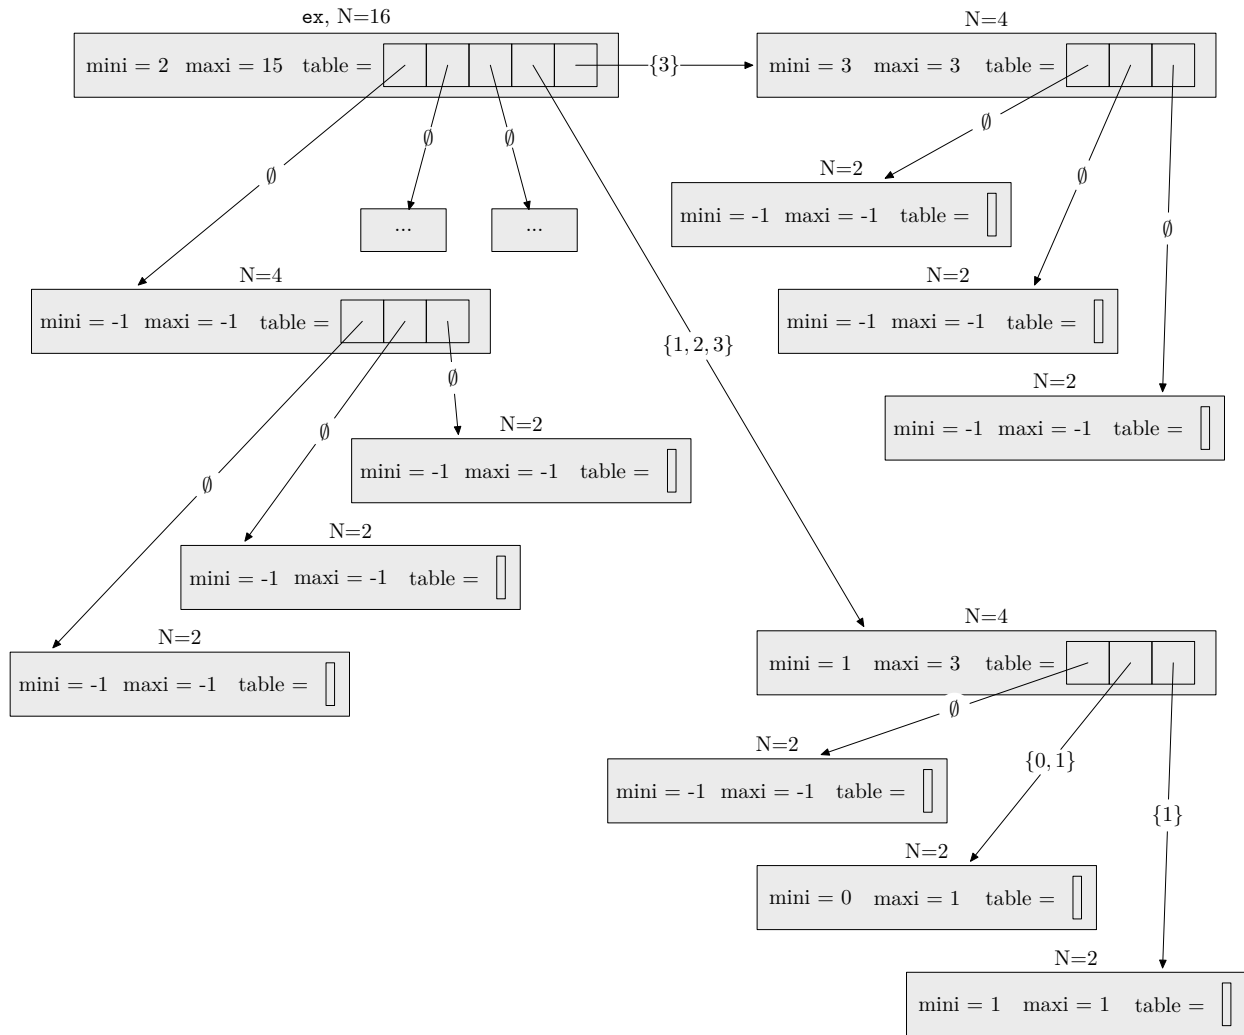 ex, N=16
mini = 2 maxi = 15 table =
{3}
N=4
mini = 3 maxi = 3 table =
∅
∅
∅
∅
∅
∅
...
...
N=2
mini = -1 maxi = -1 table =
N=2
mini = -1 maxi = -1 table =
N=2
mini = -1 maxi = -1 table =
N=4
mini = -1 maxi = -1 table =
{1, 2, 3}
∅
∅
∅
N=2
mini = -1 maxi = -1 table =
N=2
mini = -1 maxi = -1 table =
N=2
mini = -1 maxi = -1 table =
N=4
mini = 1 maxi = 3 table =
∅
{0, 1}
{1}
N=2
mini = -1 maxi = -1 table =
N=2
mini = 0 maxi = 1 table =
N=2
mini = 1 maxi = 1 table =